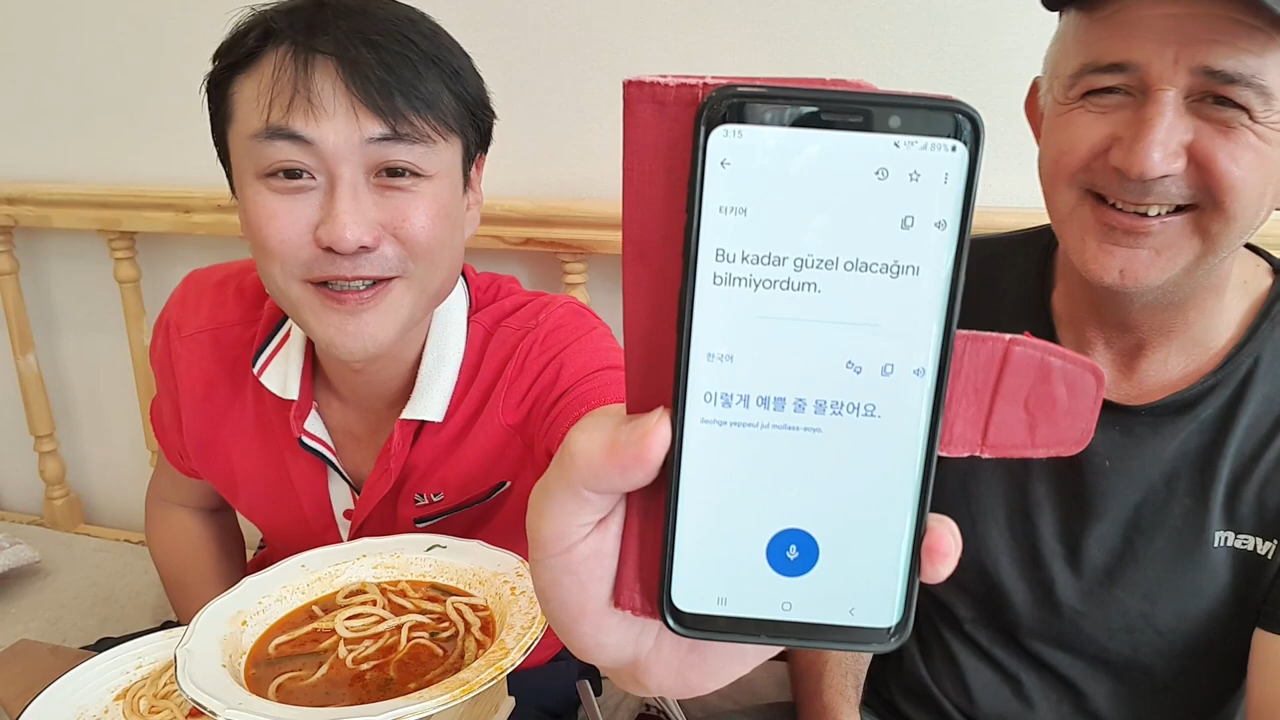 3:15
89%
터키어
Bu kadar güzel olacağını
bilmiyordum.
한국어
이렇게 예쁠 줄 몰랐어요.
ileohge yeppeul jul mollass-eoyo.
mavi